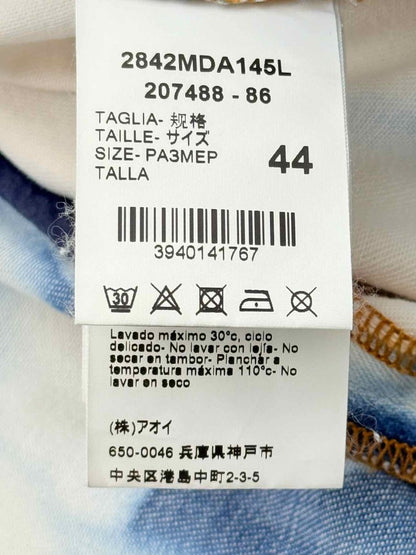 2842MDA145L
207488 - 86
TAGLIA- 规格
TAILLE- サイズ
SIZE- РАЗМЕР
TALLA
44
3940141767
30
Lavado máximo 30°c, ciclo
delicado- No lavar con lejía- No
secar en tambor- Planchar a
temperatura máxima 110°c- No
lavar en seco
(株)アオイ
650-0046 兵庫県神戸市
中央区港島中町2-3-5